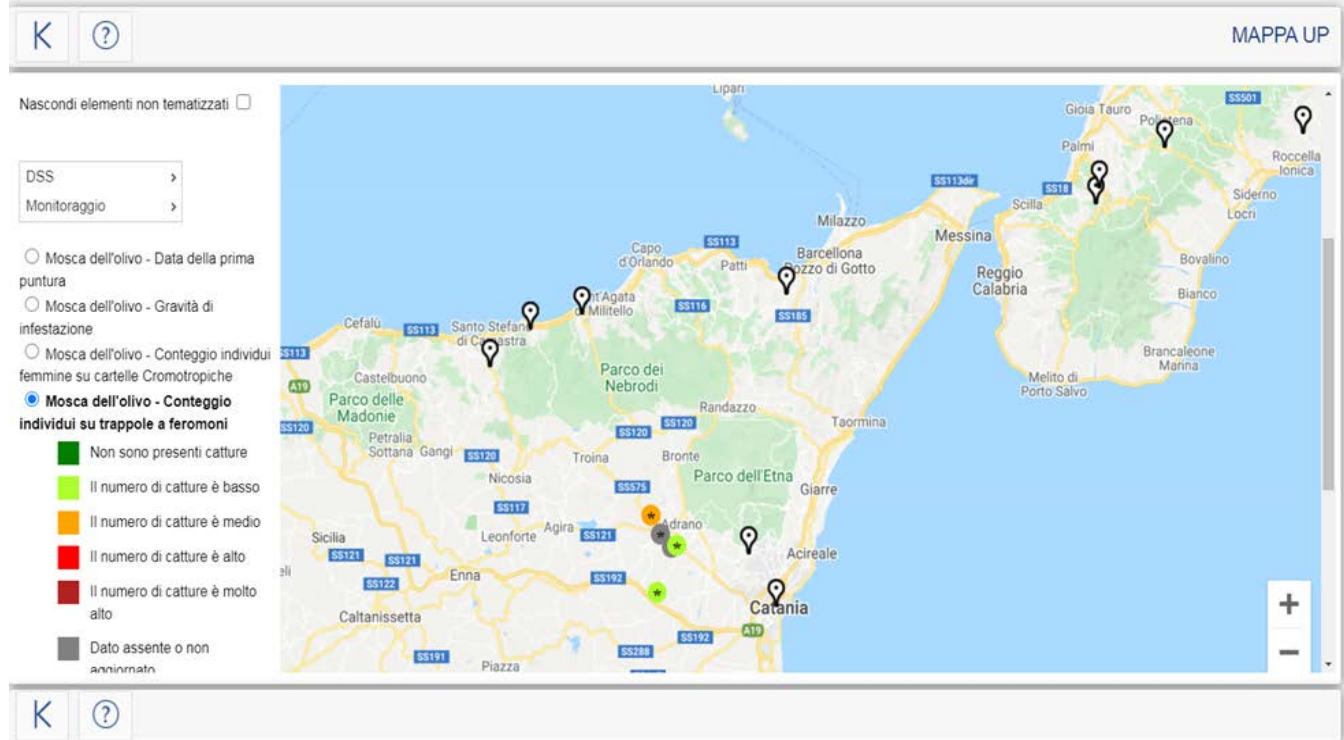 K ?
MAPPA UP
Nascondi elementi non tematizzati
DSS >
Monitoraggio >
Mosca dell'olivo - Data della prima
puntura
Mosca dell'olivo - Gravità di
infestazione
Mosca dell'olivo - Conteggio individui
femmine su cartelle Cromotropiche
Mosca dell'olivo - Conteggio
individui su trappole a feromoni
Non sono presenti catture
Il numero di catture è basso
Il numero di catture è medio
Il numero di catture è alto
Il numero di catture è molto
alto
Dato assente o non
aggiornato
Lipari
Gioia Tauro
SS501
Polistena
Palmi
Roccella
Ionica
SS113dir
SS18
Scilla
Siderno
Locri
Milazzo
Messina
Capo
d'Orlando
SS113
Patti
Barcellona
Pozzo di Gotto
Reggio
Calabria
Bovalino
Bianco
nt'Agata
Militello
SS116
SS185
Cefalù
SS113
Santo Stefano
di Camastra
SS113
Brancaleone
Marina
Castelbuono
Parco dei
Nebrodi
Melito di
Porto Salvo
A19
Parco delle
Madonie
Randazzo
SS120
SS120
SS120
Taormina
Petralia
Sottana
Gangi
SS120
Troina
Bronte
Nicosia
SS575
Parco dell'Etna
Giarre
SS117
Sicilia
Leonforte
Agira
SS121
Adrano
Acireale
SS121
SS121
eli
SS122
Enna
SS192
Catania
Caltanissetta
A19
SS192
SS288
SS191
Piazza
+
−
K ?